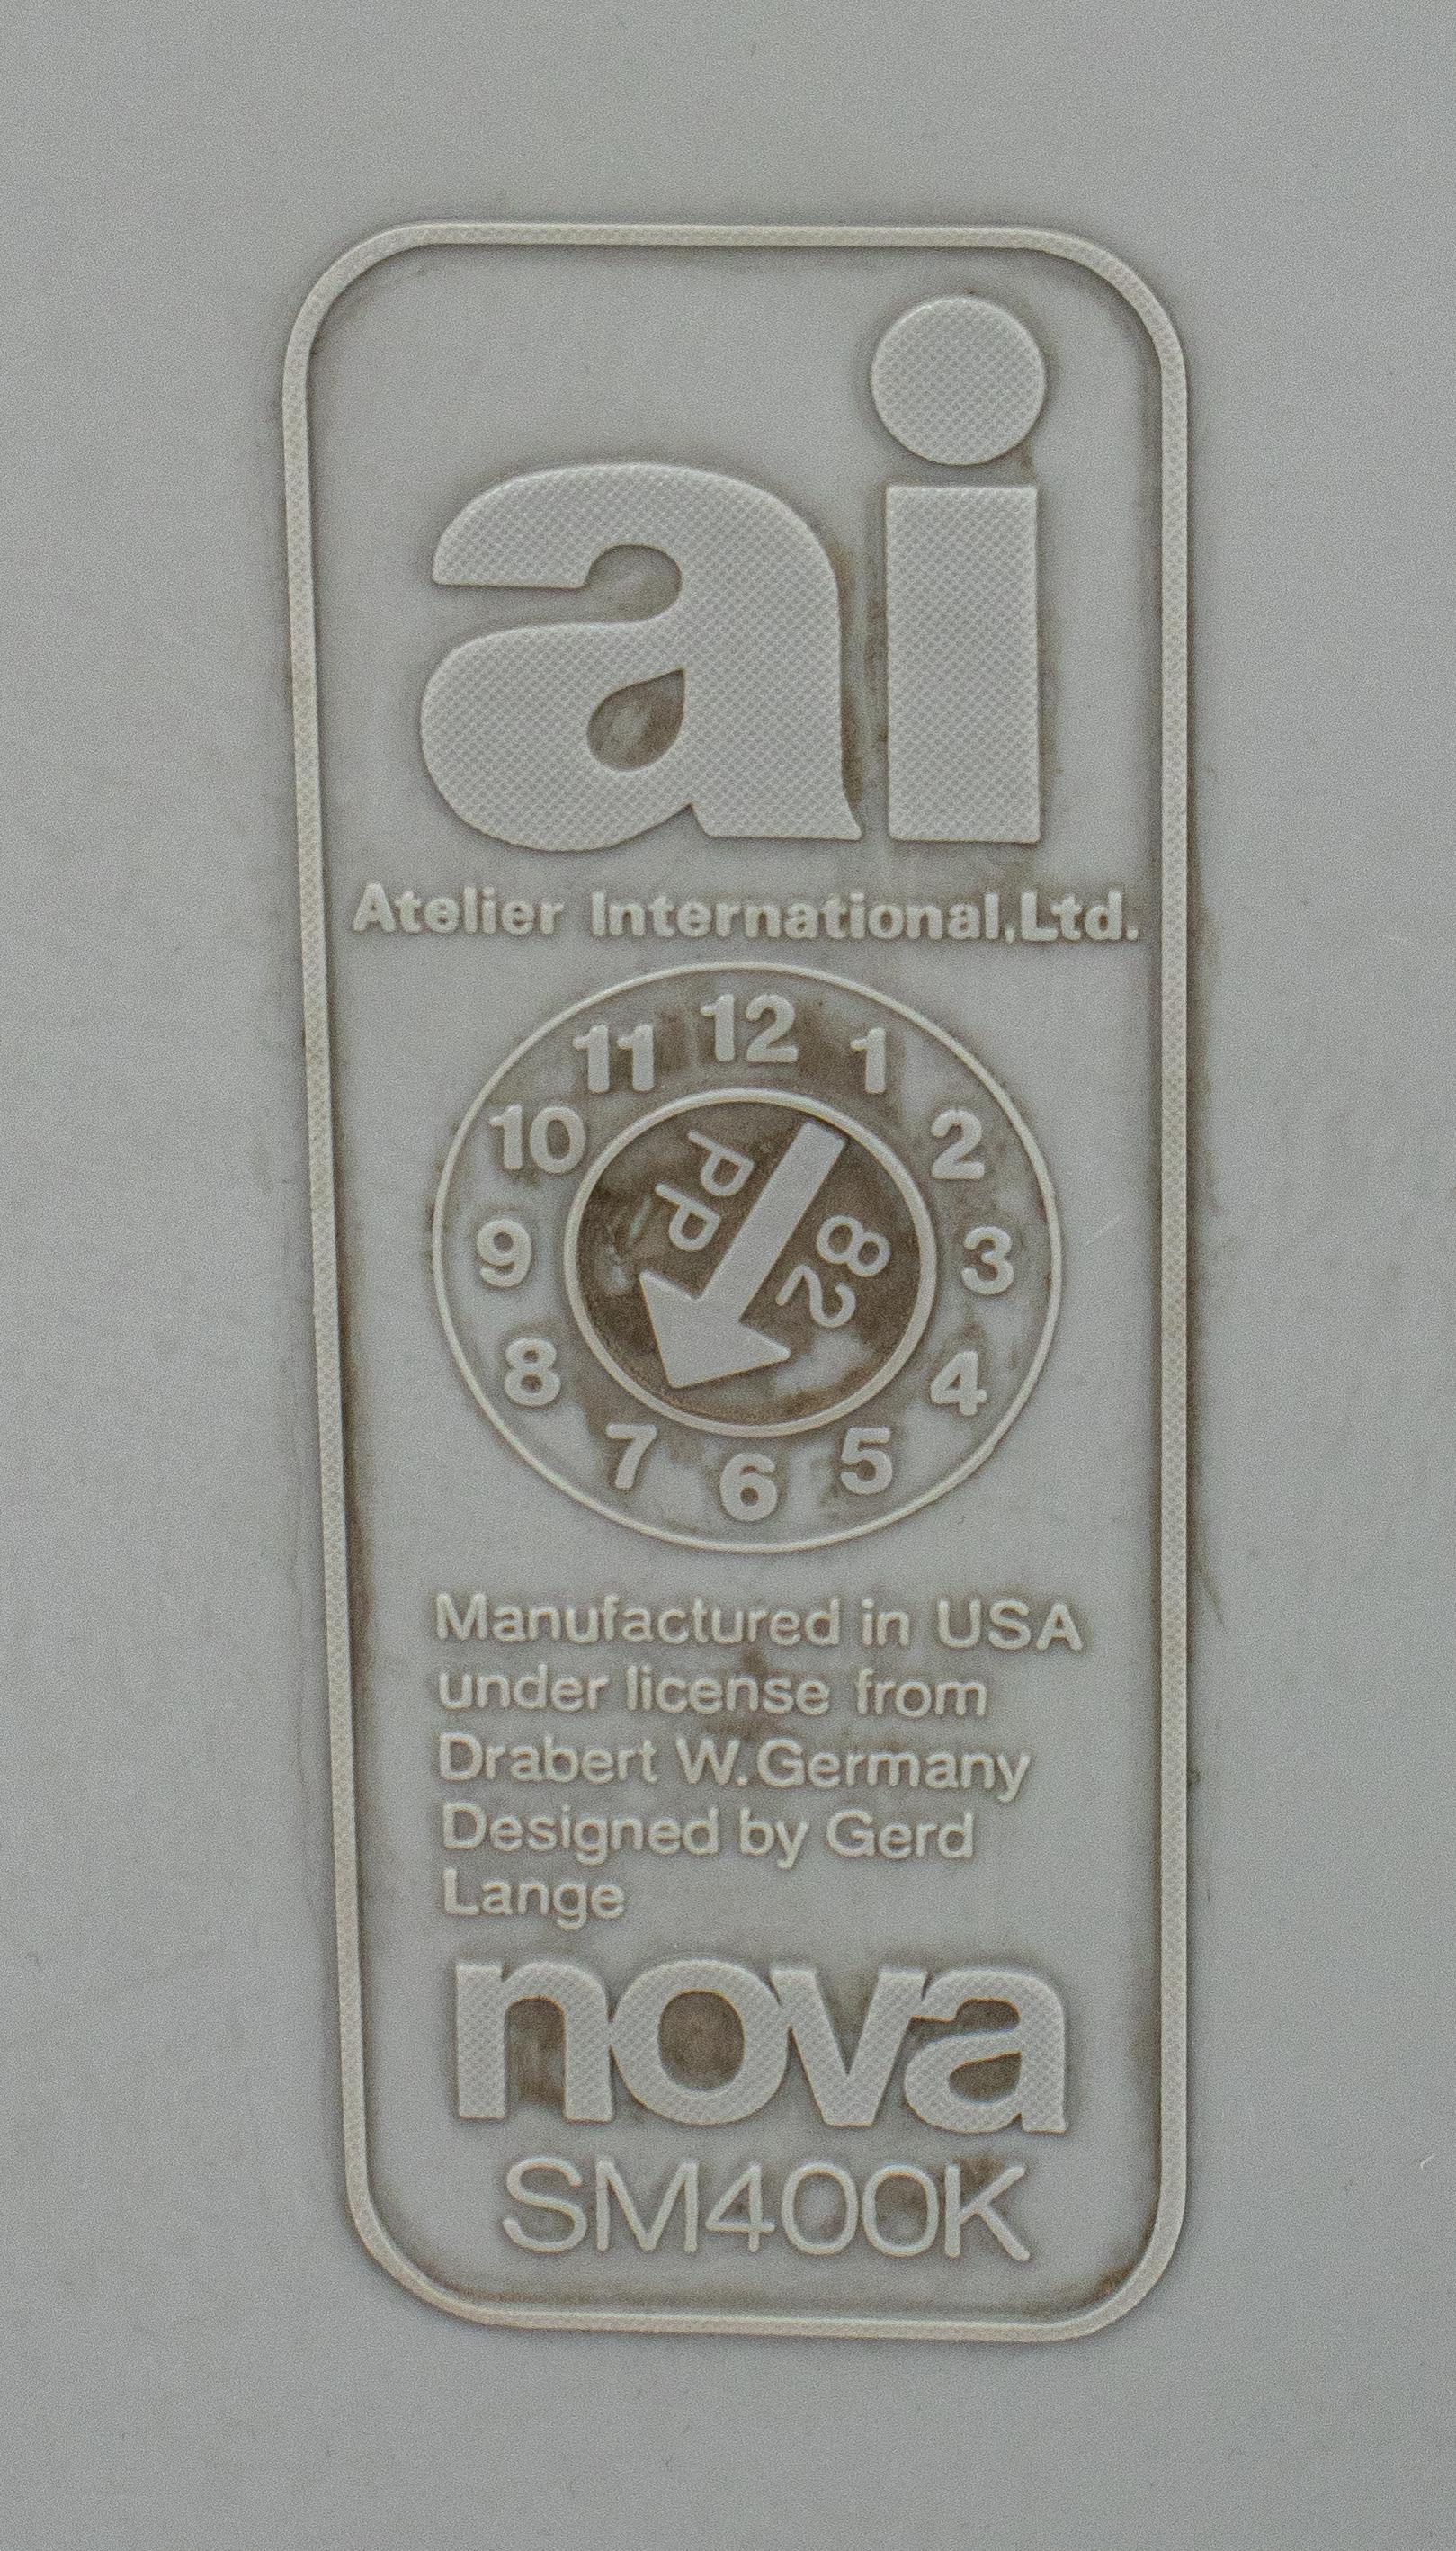 ai
Atelier International,Ltd.
12
11 1
10 2
9 3
8 4
7 5
6
PP
82
Manufactured in USA
under license from
Drabert W.Germany
Designed by Gerd
Lange
nova
SM400K